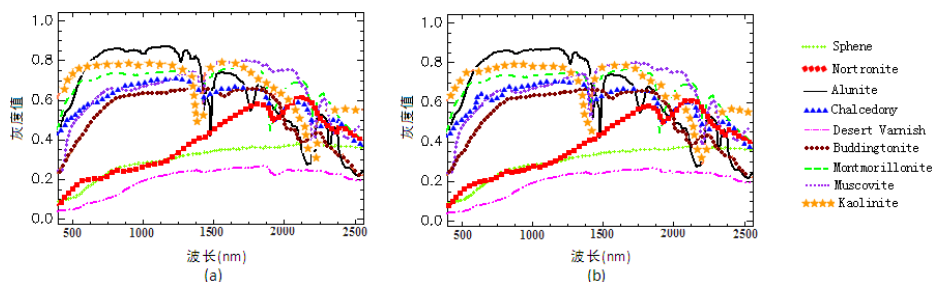 1.0
0.8
0.6
0.4
0.2
0.0
灰度值
500 1000 1500 2000 2500
波长(nm)
(a)
1.0
0.8
0.6
0.4
0.2
0.0
灰度值
500 1000 1500 2000 2500
波长(nm)
(b)
Sphene
Nortronite
Alunite
Chalcedony
Desert Varnish
Buddingtonite
Montmorillonite
Muscovite
Kaolinite